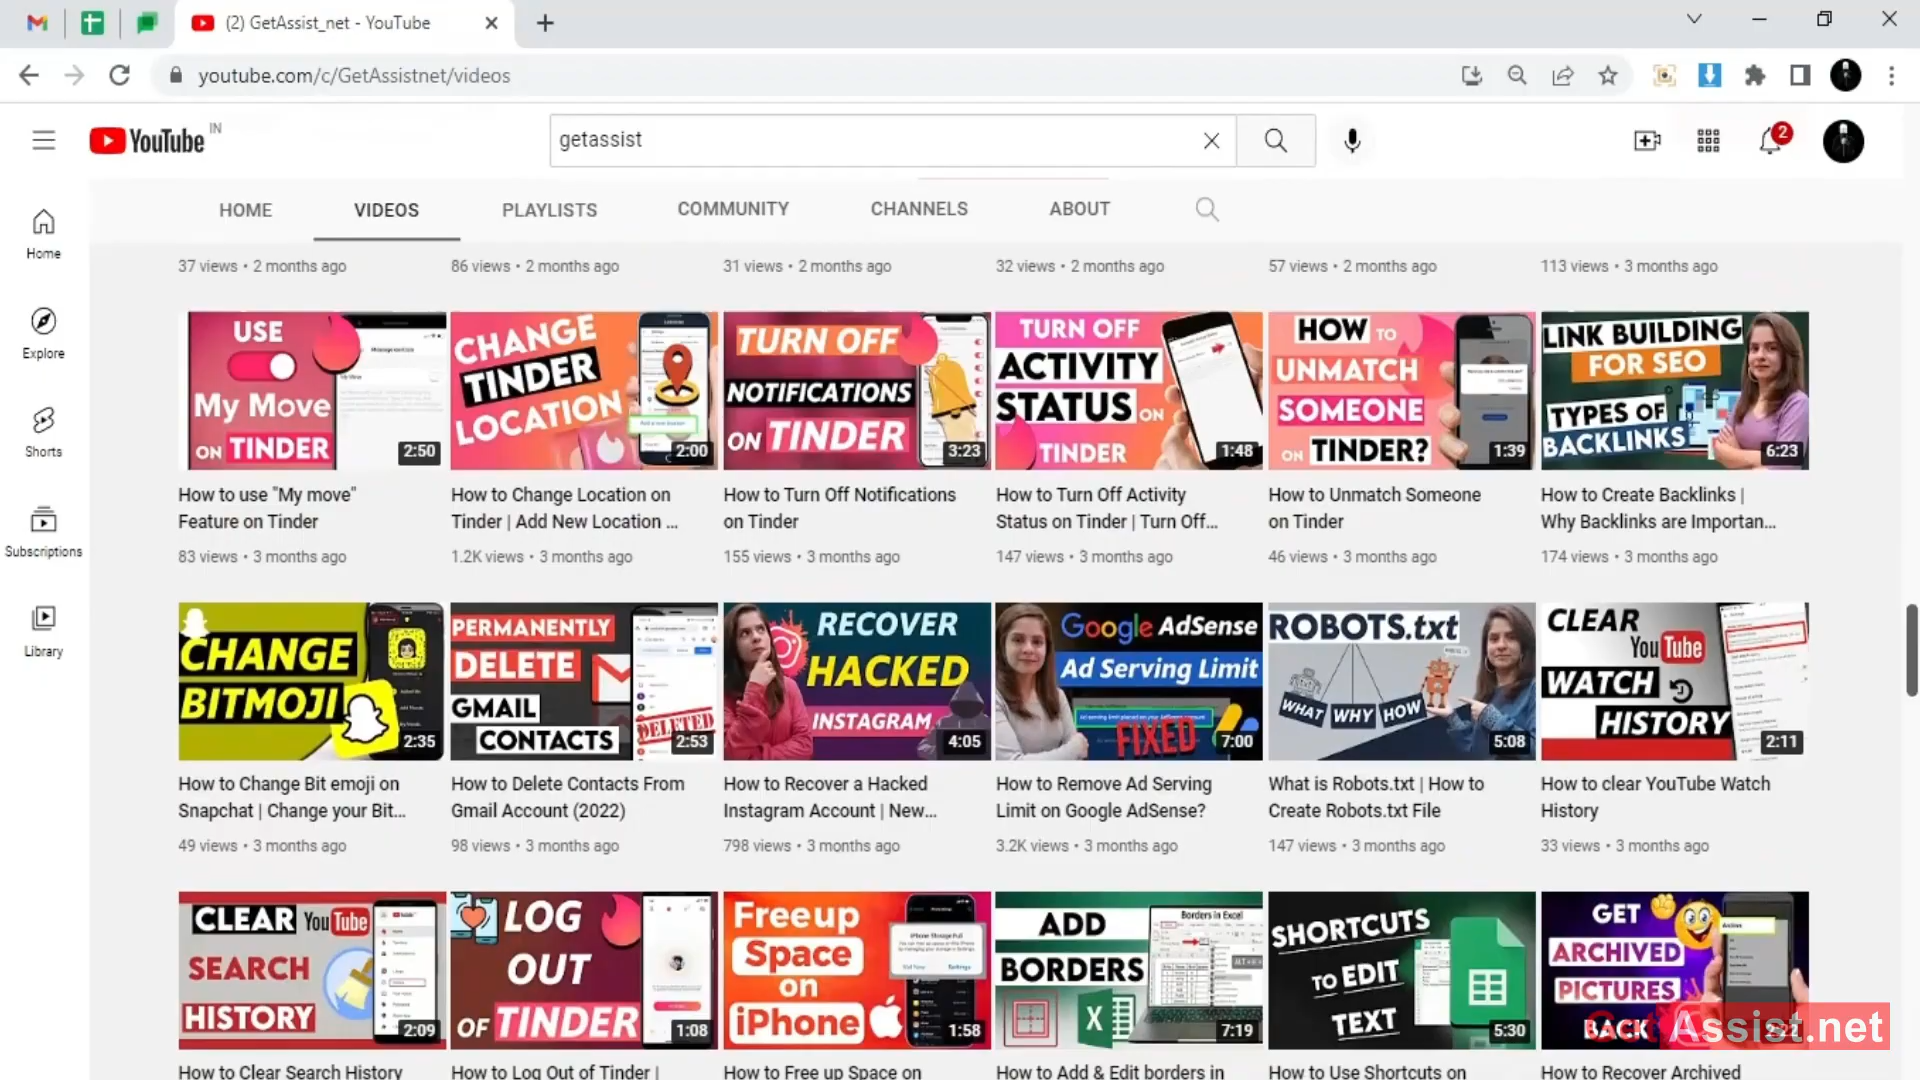 (2) GetAssist_net - YouTube
youtube.com/c/GetAssistnet/videos
YouTube IN
getassist
2
HOME VIDEOS PLAYLISTS COMMUNITY CHANNELS ABOUT
Home
Explore
Shorts
Subscriptions
Library
37 views • 2 months ago
86 views • 2 months ago
31 views • 2 months ago
32 views • 2 months ago
57 views • 2 months ago
113 views • 3 months ago
USE
My Move
ON TINDER
2:50
How to use "My move"
Feature on Tinder
83 views • 3 months ago
CHANGE
TINDER
LOCATION
2:00
How to Change Location on
Tinder | Add New Location ...
1.2K views • 3 months ago
TURN OFF
NOTIFICATIONS
ON TINDER
3:23
How to Turn Off Notifications
on Tinder
155 views • 3 months ago
TURN OFF
ACTIVITY
STATUS ON
TINDER
1:48
How to Turn Off Activity
Status on Tinder | Turn Off...
147 views • 3 months ago
HOW TO
UNMATCH
SOMEONE
ON TINDER?
1:39
How to Unmatch Someone
on Tinder
46 views • 3 months ago
LINK BUILDING
FOR SEO
TYPES OF
BACKLINKS
6:23
How to Create Backlinks |
Why Backlinks are Importan...
174 views • 3 months ago
CHANGE
BITMOJI
2:35
How to Change Bit emoji on
Snapchat | Change your Bit...
49 views • 3 months ago
PERMANENTLY
DELETE
GMAIL
CONTACTS
DELETED
2:53
How to Delete Contacts From
Gmail Account (2022)
98 views • 3 months ago
RECOVER
HACKED
INSTAGRAM
4:05
How to Recover a Hacked
Instagram Account | New...
798 views • 3 months ago
Google AdSense
Ad Serving Limit
FIXED
7:00
How to Remove Ad Serving
Limit on Google AdSense?
3.2K views • 3 months ago
ROBOTS.txt
WHAT WHY HOW
5:08
What is Robots.txt | How to
Create Robots.txt File
147 views • 3 months ago
CLEAR
YouTube
WATCH
HISTORY
2:11
How to clear YouTube Watch
History
33 views • 3 months ago
CLEAR YouTube
SEARCH
HISTORY
2:09
How to Clear Search History
LOG
OUT
OF TINDER
1:08
How to Log Out of Tinder |
Freeup
Space
on
iPhone
1:58
How to Free up Space on
ADD
BORDERS
Borders in Excel
7:19
How to Add & Edit borders in
SHORTCUTS
TO EDIT
TEXT
5:30
How to Use Shortcuts on
GET
ARCHIVED
PICTURES
BACK
How to Recover Archived
GetAssist.net